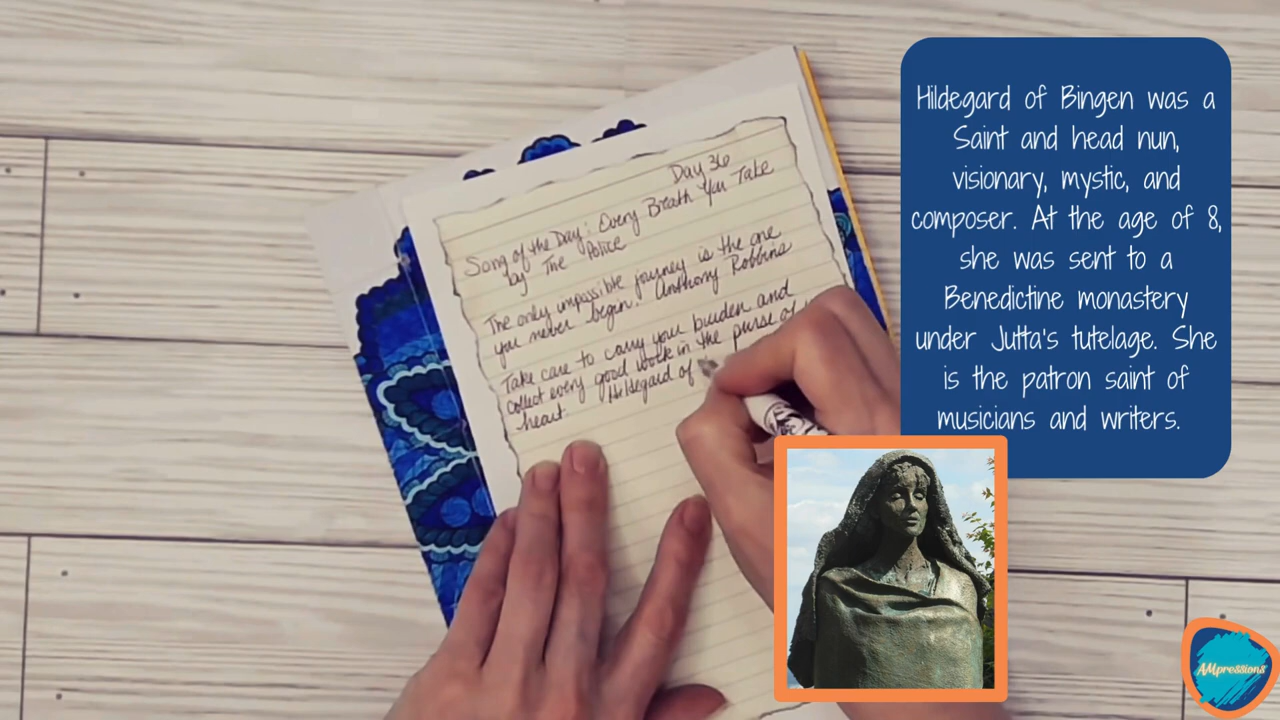 Day 36
Song of the Day: Every Breath You Take
by The Police
The only impossible journey is the one
you never begin. Anthony Robbins
Take care to carry your burden and
collect every good work in the purse of
heart. Hildegard of
Hildegard of Bingen was a
Saint and head nun,
visionary, mystic, and
composer. At the age of 8,
she was sent to a
Benedictine monastery
under Jutta's tutelage. She
is the patron saint of
musicians and writers.
AMpressions